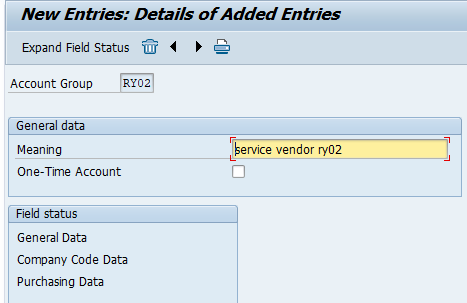 New Entries: Details of Added Entries
Expand Field Status
Account Group RY02
General data
Meaning service vendor ry02
One-Time Account
Field status
General Data
Company Code Data
Purchasing Data